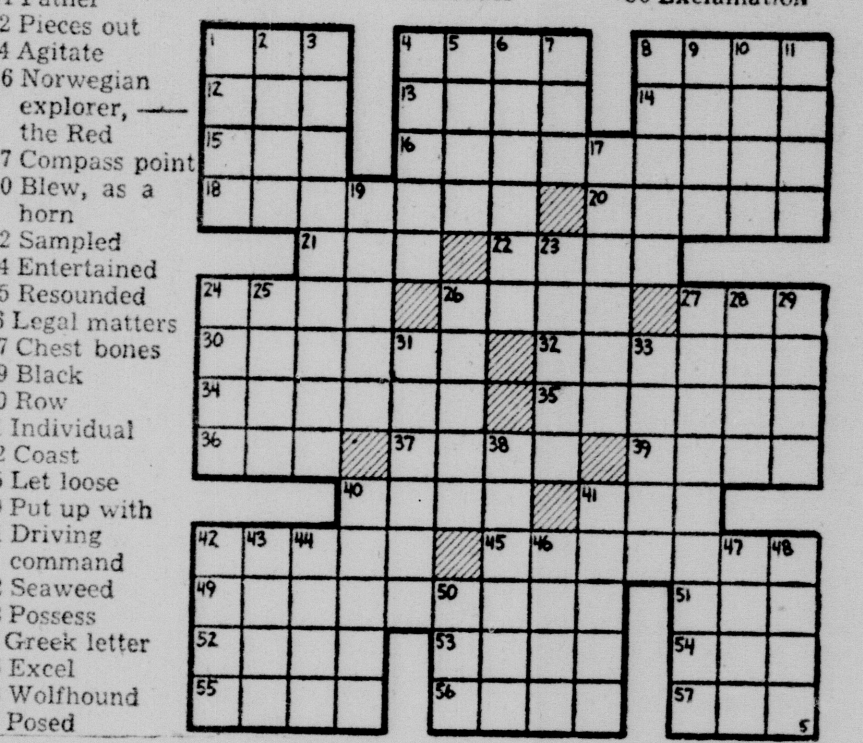 Father
2 Pieces out
4 Agitate
6 Norwegian
explorer, —
the Red
7 Compass point
0 Blew, as a
horn
2 Sampled
4 Entertained
5 Resounded
6 Legal matters
7 Chest bones
9 Black
0 Row
Individual
2 Coast
Let loose
Put up with
Driving
command
Seaweed
Possess
Greek letter
Excel
Wolfhound
Posed
Exclamation
1 2 3 4 5 6 7 8 9 10 11
12 13 14
15 16 17
18 19 20
21 22 23
24 25 26 27 28 29
30 31 32 33
34 35
36 37 38 39
40 41
42 43 44 45 46 47 48
49 50 51
52 53 54
55 56 57
5